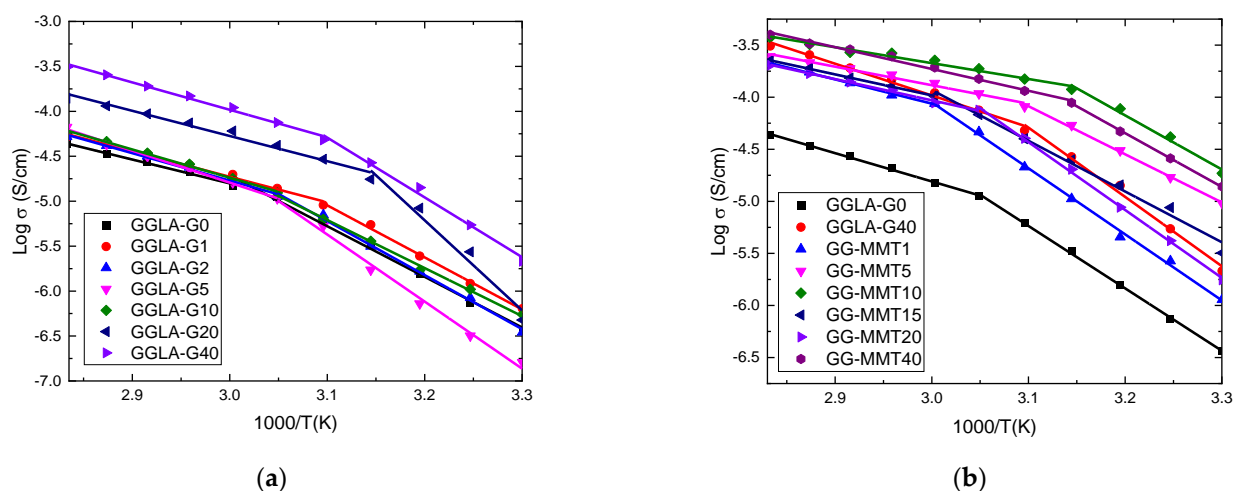 (a)
-3.0
-3.5
-4.0
-4.5
-5.0
-5.5
-6.0
-6.5
-7.0
Log σ (S/cm)
GGLA-G0
GGLA-G1
GGLA-G2
GGLA-G5
GGLA-G10
GGLA-G20
GGLA-G40
2.9 3.0 3.1 3.2 3.3
1000/T(K)
(a)
(b)
-3.5
-4.0
-4.5
-5.0
-5.5
-6.0
-6.5
Log σ (S/cm)
GGLA-G0
GGLA-G40
GG-MMT1
GG-MMT5
GG-MMT10
GG-MMT15
GG-MMT20
GG-MMT40
2.9 3.0 3.1 3.2 3.3
1000/T(K)
(b)